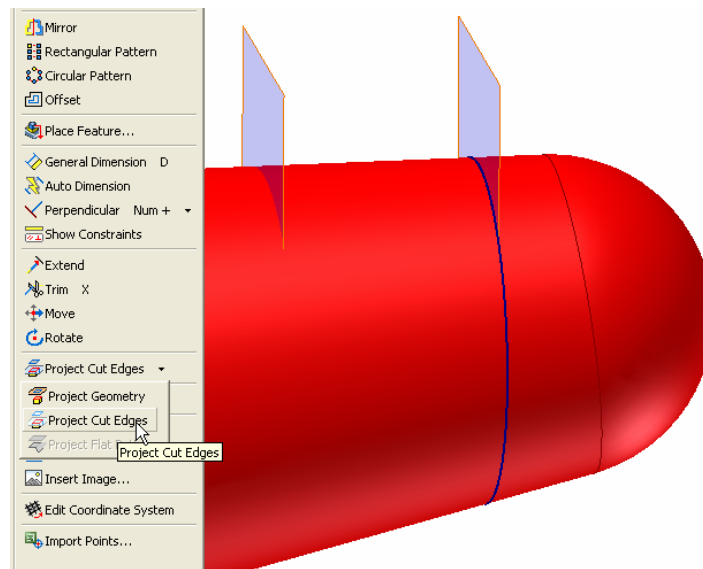 Mirror
Rectangular Pattern
Circular Pattern
Offset
Place Feature...
General Dimension D
Auto Dimension
Perpendicular Num +
Show Constraints
Extend
Trim X
Move
Rotate
Project Cut Edges
Project Geometry
Project Cut Edges
Project Flat
Project Cut Edges
Insert Image...
Edit Coordinate System
Import Points...